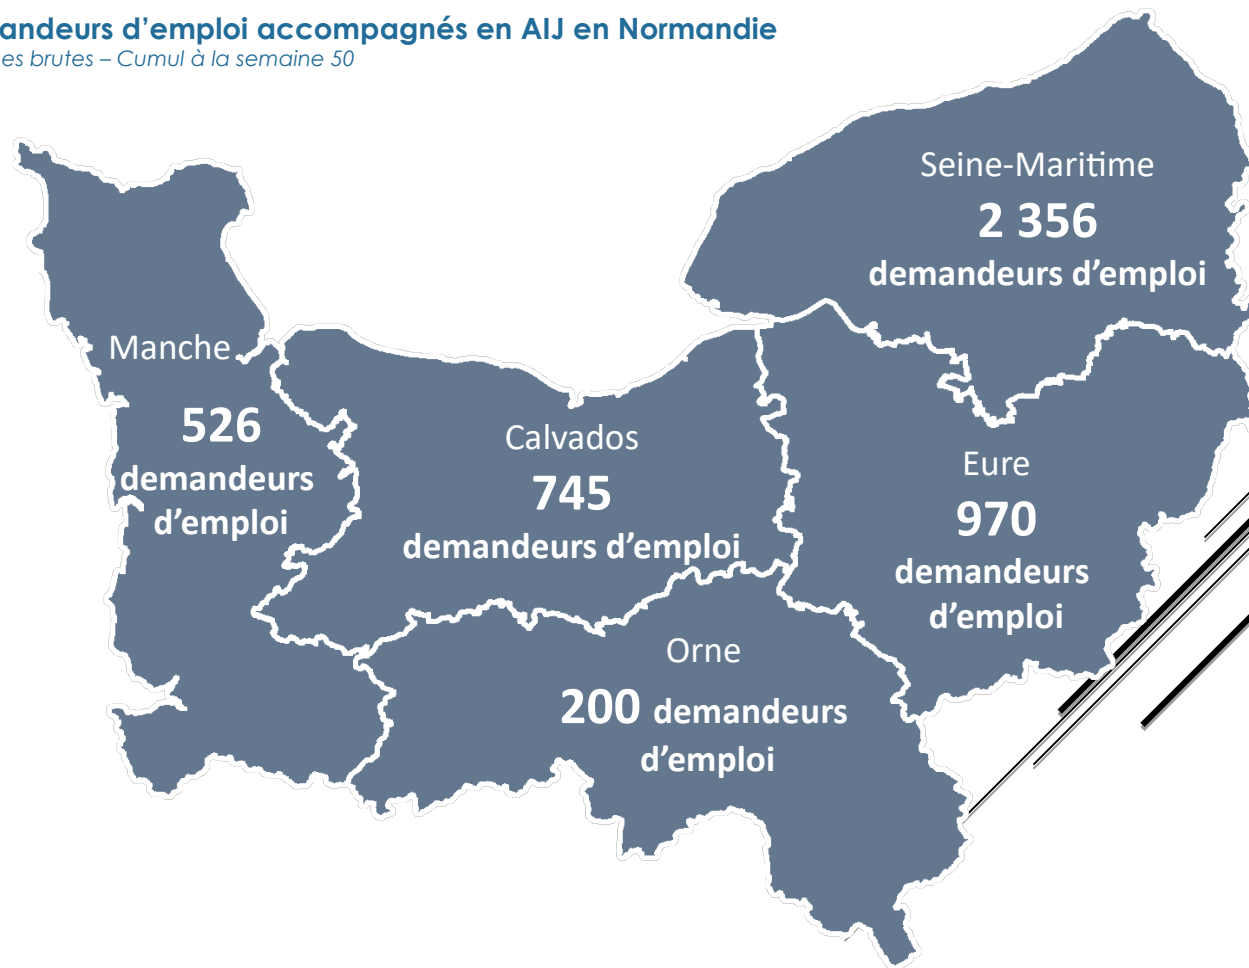 andeurs d’emploi accompagnés en AIJ en Normandie
es brutes – Cumul à la semaine 50
Seine-Maritime
2 356
demandeurs d’emploi
Manche
526
demandeurs
d’emploi
Calvados
745
demandeurs d’emploi
Eure
970
demandeurs
d’emploi
Orne
200 demandeurs
d’emploi